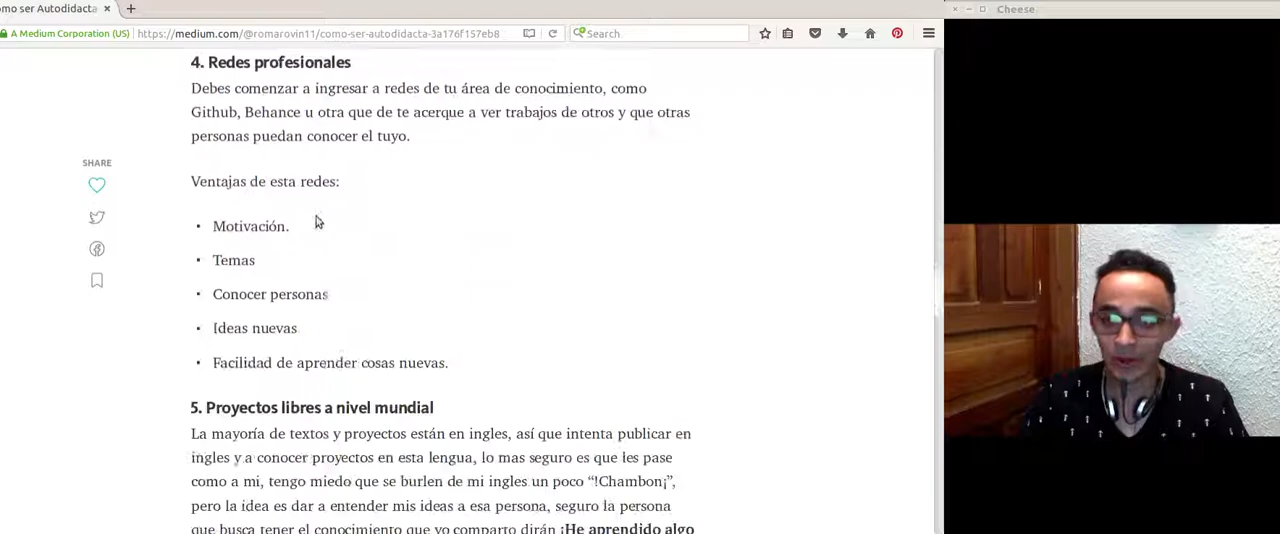 omo ser Autodidacta
Cheese
A Medium Corporation (US)
https://medium.com/@romarovin11/como-ser-autodidacta-3a176f157eb8
Search
4. Redes profesionales
Debes comenzar a ingresar a redes de tu área de conocimiento, como
Github, Behance u otra que de te acerque a ver trabajos de otros y que otras
personas puedan conocer el tuyo.
SHARE
Ventajas de esta redes:
• Motivación.
• Temas
• Conocer personas
• Ideas nuevas
• Facilidad de aprender cosas nuevas.
5. Proyectos libres a nivel mundial
La mayoría de textos y proyectos están en ingles, así que intenta publicar en
ingles y a conocer proyectos en esta lengua, lo mas seguro es que les pase
como a mi, tengo miedo que se burlen de mi ingles un poco “!Chambon¡”,
pero la idea es dar a entender mis ideas a esa persona, seguro la persona
que busca tener el conocimiento que yo comparto dirán ¡He aprendido algo